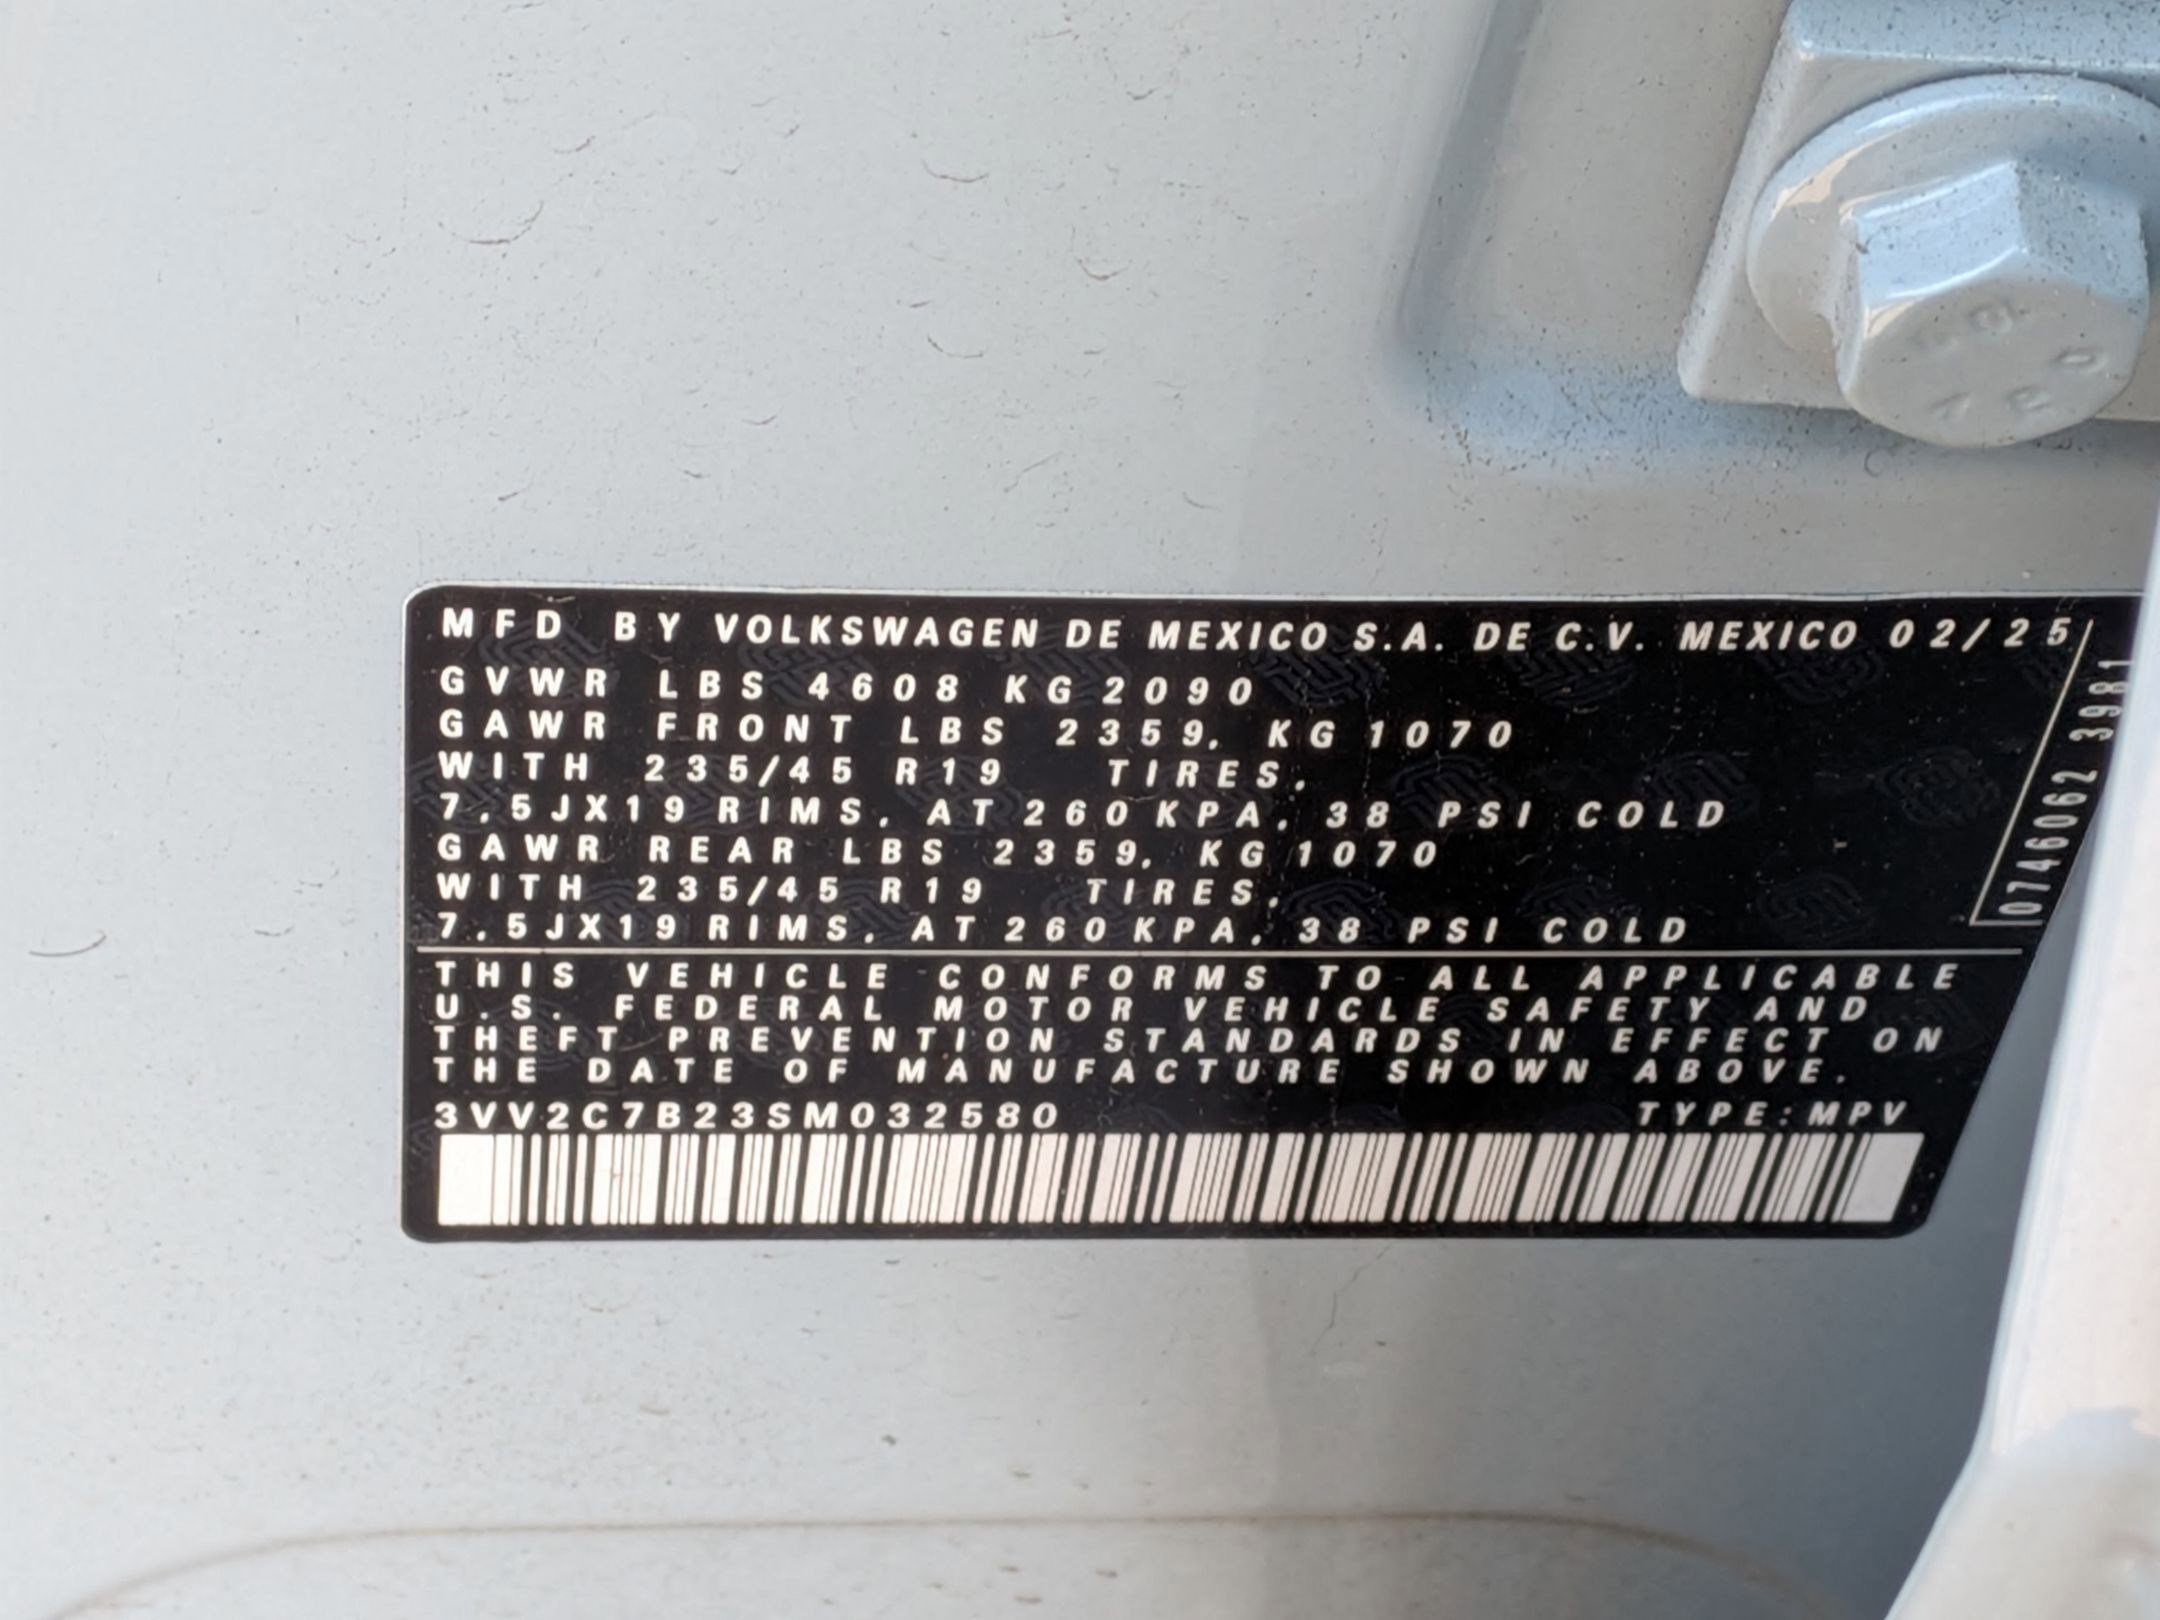 MFD BY VOLKSWAGEN DE MEXICO S.A. DE C.V. MEXICO 02/25
GVWR LBS 4608 KG 2090
GAWR FRONT LBS 2359, KG 1070
WITH 235/45 R19 TIRES,
7.5JX19 RIMS, AT 260 KPA, 38 PSI COLD
GAWR REAR LBS 2359, KG 1070
WITH 235/45 R19 TIRES,
7.5JX19 RIMS, AT 260 KPA, 38 PSI COLD
THIS VEHICLE CONFORMS TO ALL APPLICABLE
U.S. FEDERAL MOTOR VEHICLE SAFETY AND
THEFT PREVENTION STANDARDS IN EFFECT ON
THE DATE OF MANUFACTURE SHOWN ABOVE.
3VV2C7B23SM032580 TYPE:MPV
0746062 3981